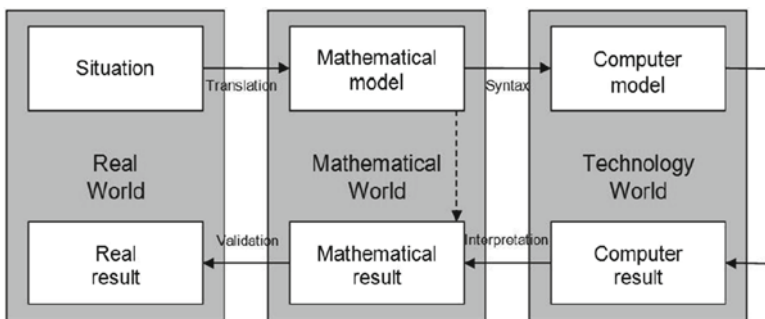 Situation
Translation
Mathematical
model
Syntax
Computer
model
Real
World
Mathematical
World
Technology
World
Real
result
Validation
Mathematical
result
Interpretation
Computer
result